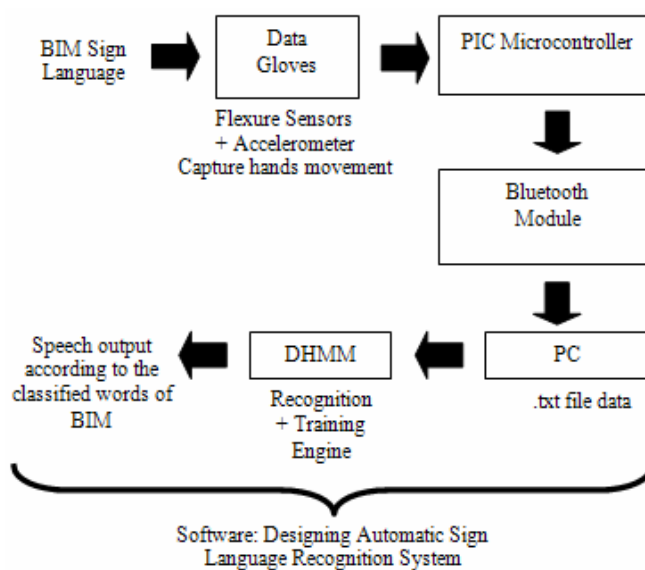 BIM Sign
Language
Data
Gloves
PIC Microcontroller
Flexure Sensors
+ Accelerometer
Capture hands movement
Bluetooth
Module
PC
.txt file data
DHMM
Recognition
+ Training
Engine
Speech output
according to the
classified words of
BIM
Software: Designing Automatic Sign
Language Recognition System